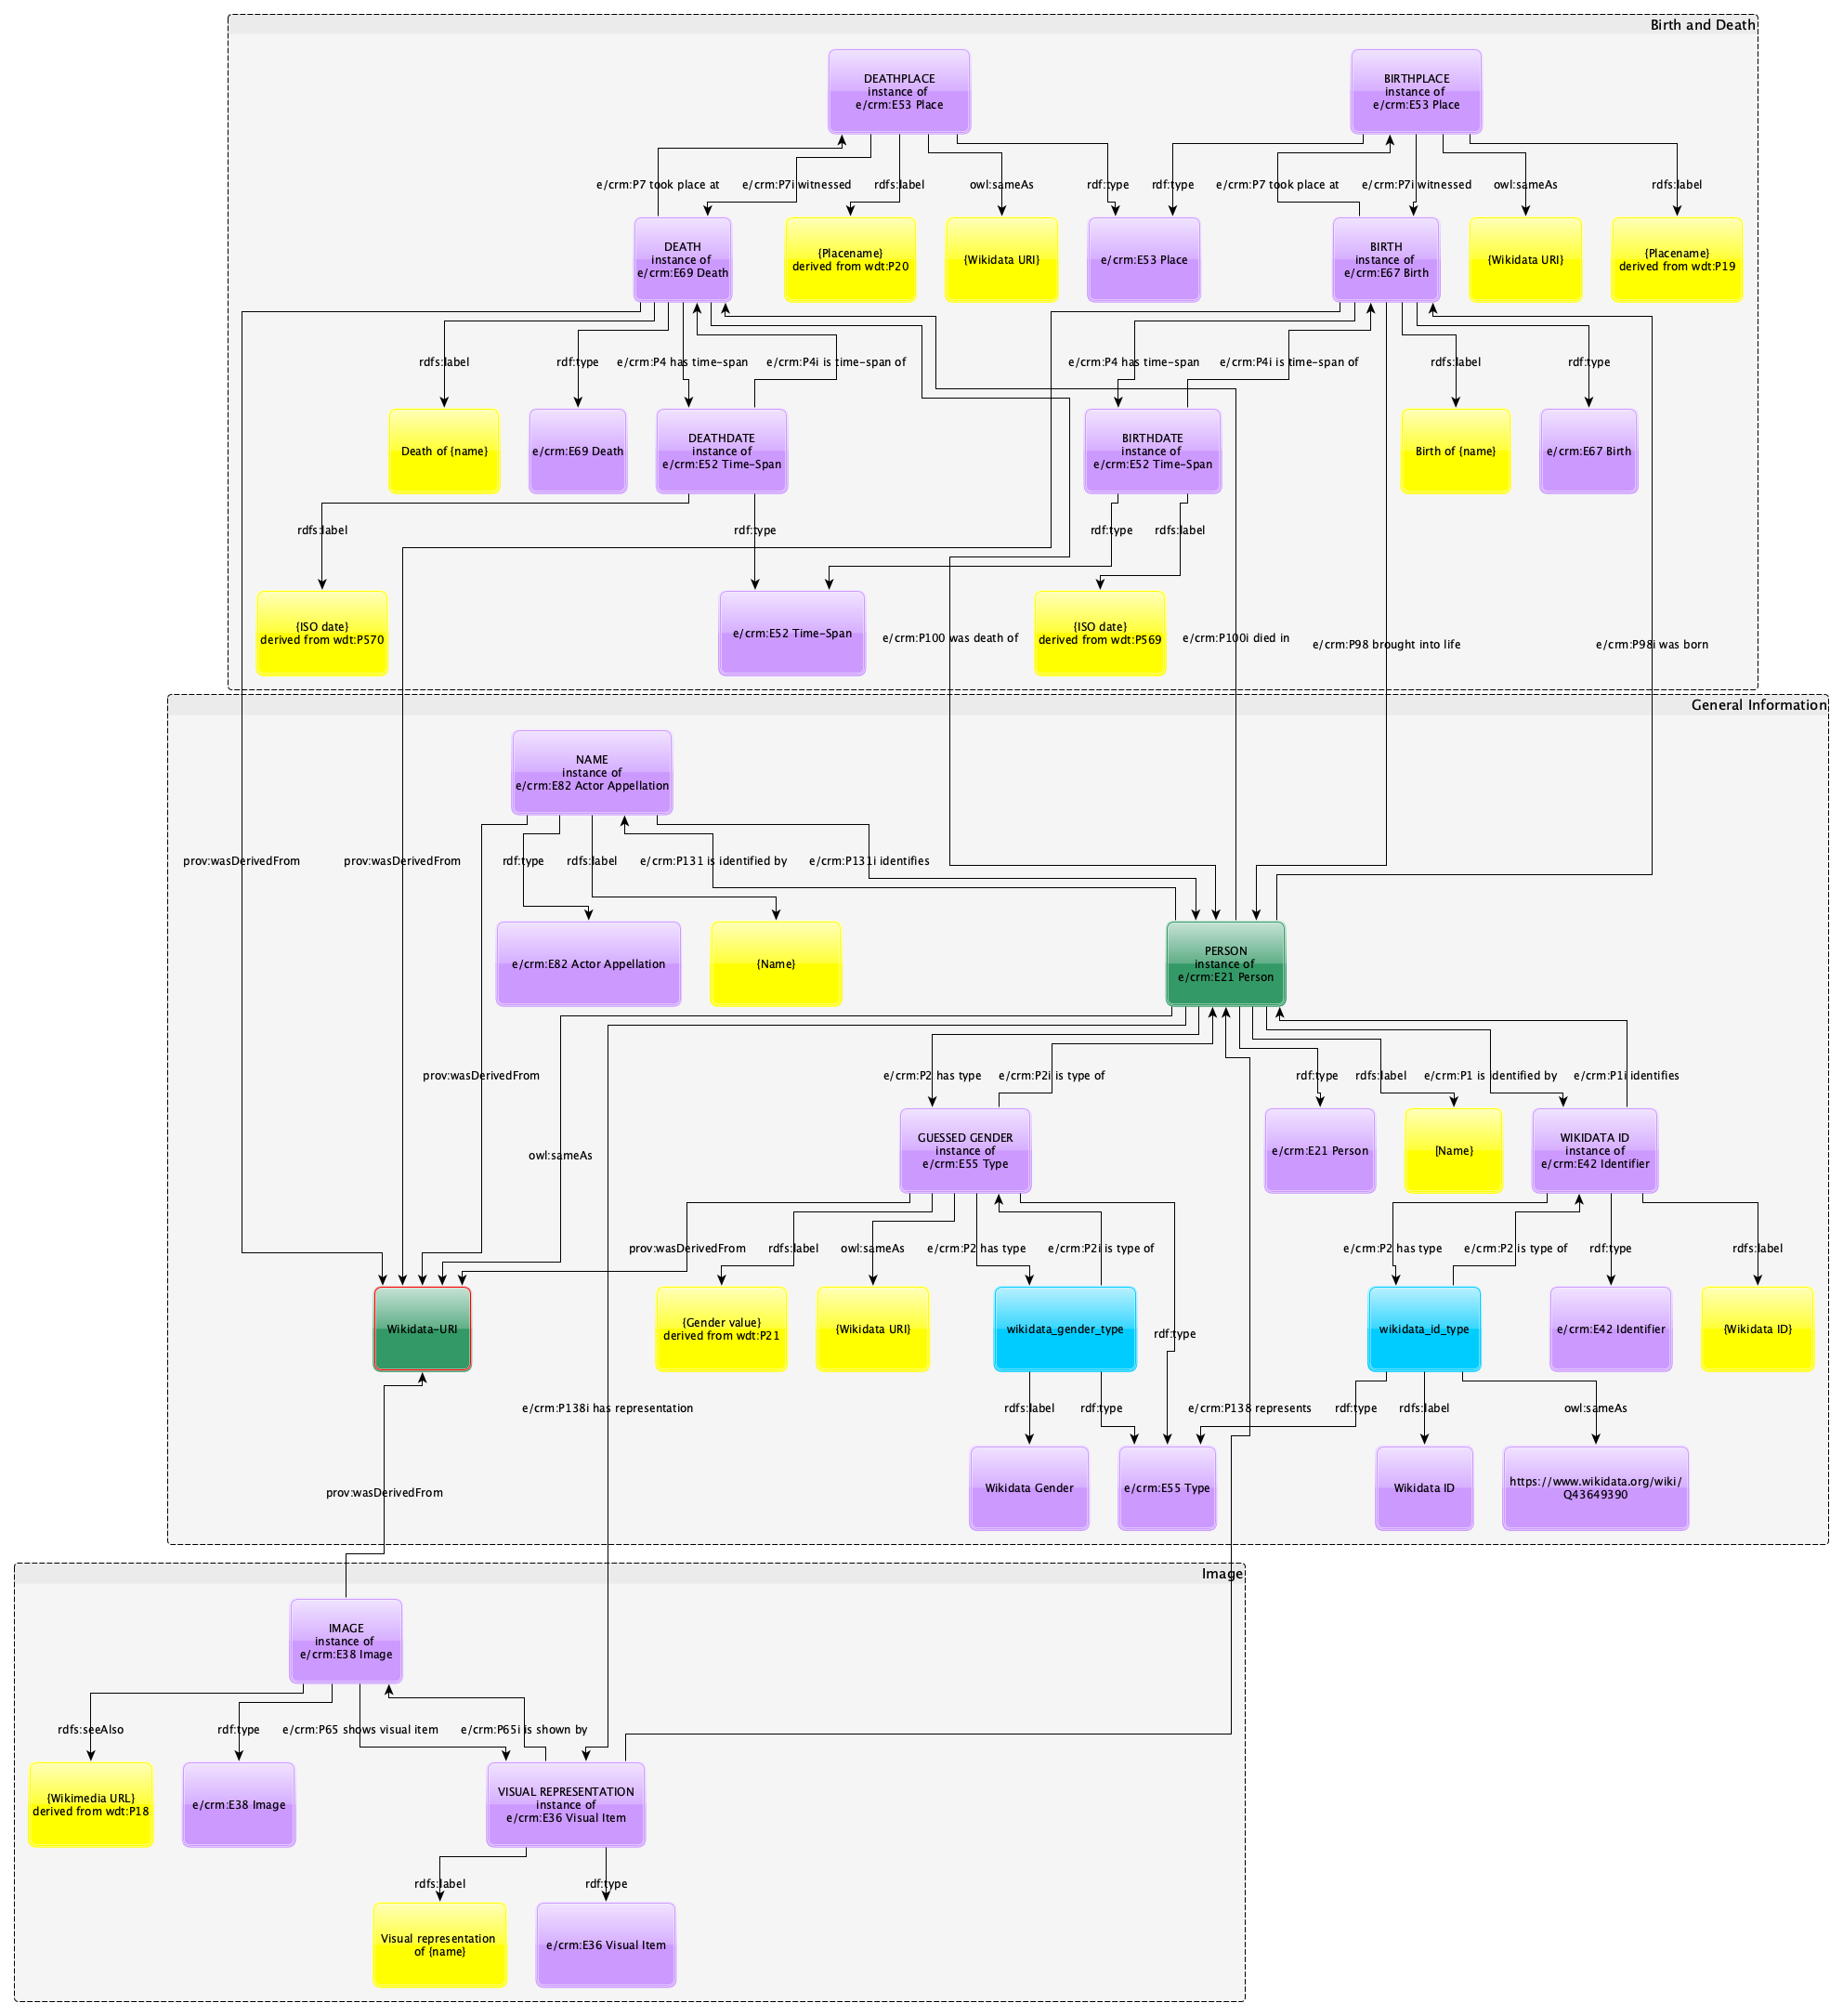 Birth and Death
DEATHPLACE
instance of
e/crm:E53 Place
BIRTHPLACE
instance of
e/crm:E53 Place
e/crm:P7 took place at
e/crm:P7i witnessed
rdfs:label
owl:sameAs
rdf:type
rdf:type
e/crm:P7 took place at
e/crm:P7i witnessed
owl:sameAs
rdfs:label
DEATH
instance of
e/crm:E69 Death
{Placename}
derived from wdt:P20
{Wikidata URI}
e/crm:E53 Place
BIRTH
instance of
e/crm:E67 Birth
{Wikidata URI}
{Placename}
derived from wdt:P19
rdfs:label
rdf:type
e/crm:P4 has time-span
e/crm:P4i is time-span of
e/crm:P4 has time-span
e/crm:P4i is time-span of
rdfs:label
rdf:type
Death of {name}
e/crm:E69 Death
DEATHDATE
instance of
e/crm:E52 Time-Span
BIRTHDATE
instance of
e/crm:E52 Time-Span
Birth of {name}
e/crm:E67 Birth
rdfs:label
rdf:type
rdf:type
rdfs:label
{ISO date}
derived from wdt:P570
e/crm:E52 Time-Span
e/crm:P100 was death of
{ISO date}
derived from wdt:P569
e/crm:P100i died in
e/crm:P98 brought into life
e/crm:P98i was born
General Information
NAME
instance of
e/crm:E82 Actor Appellation
prov:wasDerivedFrom
prov:wasDerivedFrom
rdf:type
rdfs:label
e/crm:P131 is identified by
e/crm:P131i identifies
e/crm:E82 Actor Appellation
{Name}
PERSON
instance of
e/crm:E21 Person
prov:wasDerivedFrom
e/crm:P2 has type
e/crm:P2i is type of
rdf:type
rdfs:label
e/crm:P1 is identified by
e/crm:P1i identifies
owl:sameAs
GUESSED GENDER
instance of
e/crm:E55 Type
e/crm:E21 Person
[Name}
WIKIDATA ID
instance of
e/crm:E42 Identifier
prov:wasDerivedFrom
rdfs:label
owl:sameAs
e/crm:P2 has type
e/crm:P2i is type of
e/crm:P2 has type
e/crm:P2 is type of
rdf:type
rdfs:label
Wikidata-URI
{Gender value}
derived from wdt:P21
{Wikidata URI}
wikidata_gender_type
rdf:type
wikidata_id_type
e/crm:E42 Identifier
{Wikidata ID}
e/crm:P138i has representation
rdfs:label
rdf:type
e/crm:P138 represents
rdf:type
rdfs:label
owl:sameAs
prov:wasDerivedFrom
Wikidata Gender
e/crm:E55 Type
Wikidata ID
https://www.wikidata.org/wiki/
Q43649390
Image
IMAGE
instance of
e/crm:E38 Image
rdfs:seeAlso
rdf:type
e/crm:P65 shows visual item
e/crm:P65i is shown by
{Wikimedia URL}
derived from wdt:P18
e/crm:E38 Image
VISUAL REPRESENTATION
instance of
e/crm:E36 Visual Item
rdfs:label
rdf:type
Visual representation
of {name}
e/crm:E36 Visual Item